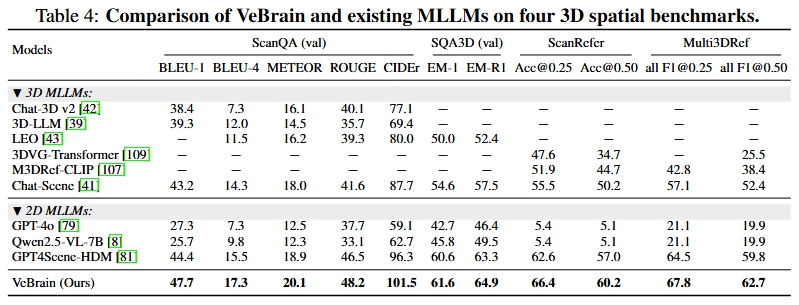 Table 4: Comparison of VeBrain and existing MLLMs on four 3D spatial benchmarks.
Models ScanQA (val) SQA3D (val) ScanRefer Multi3DRef
BLEU-1 BLEU-4 METEOR ROUGE CIDEr EM-1 EM-R1 Acc@0.25 Acc@0.50 all F1@0.25 all F1@0.50
▼ 3D MLLMs:
Chat-3D v2 [42] 38.4 7.3 16.1 40.1 77.1 — — — — — —
3D-LLM [39] 39.3 12.0 14.5 35.7 69.4 — — — — — —
LEO [43] — 11.5 16.2 39.3 80.0 50.0 52.4 — — — —
3DVG-Transformer [109] — — — — — — — 47.6 34.7 — 25.5
M3DRef-CLIP [107] — — — — — — — 51.9 44.7 42.8 38.4
Chat-Scene [41] 43.2 14.3 18.0 41.6 87.7 54.6 57.5 55.5 50.2 57.1 52.4
▼ 2D MLLMs:
GPT-4o [79] 27.3 7.3 12.5 37.7 59.1 42.7 46.4 5.4 5.1 21.1 19.9
Qwen2.5-VL-7B [8] 25.7 9.8 12.3 33.1 62.7 45.8 49.5 5.4 5.1 21.1 19.9
GPT4Scene-HDM [81] 44.4 15.5 18.9 46.5 96.3 60.6 63.3 62.6 57.0 64.5 59.8
VeBrain (Ours) 47.7 17.3 20.1 48.2 101.5 61.6 64.9 66.4 60.2 67.8 62.7